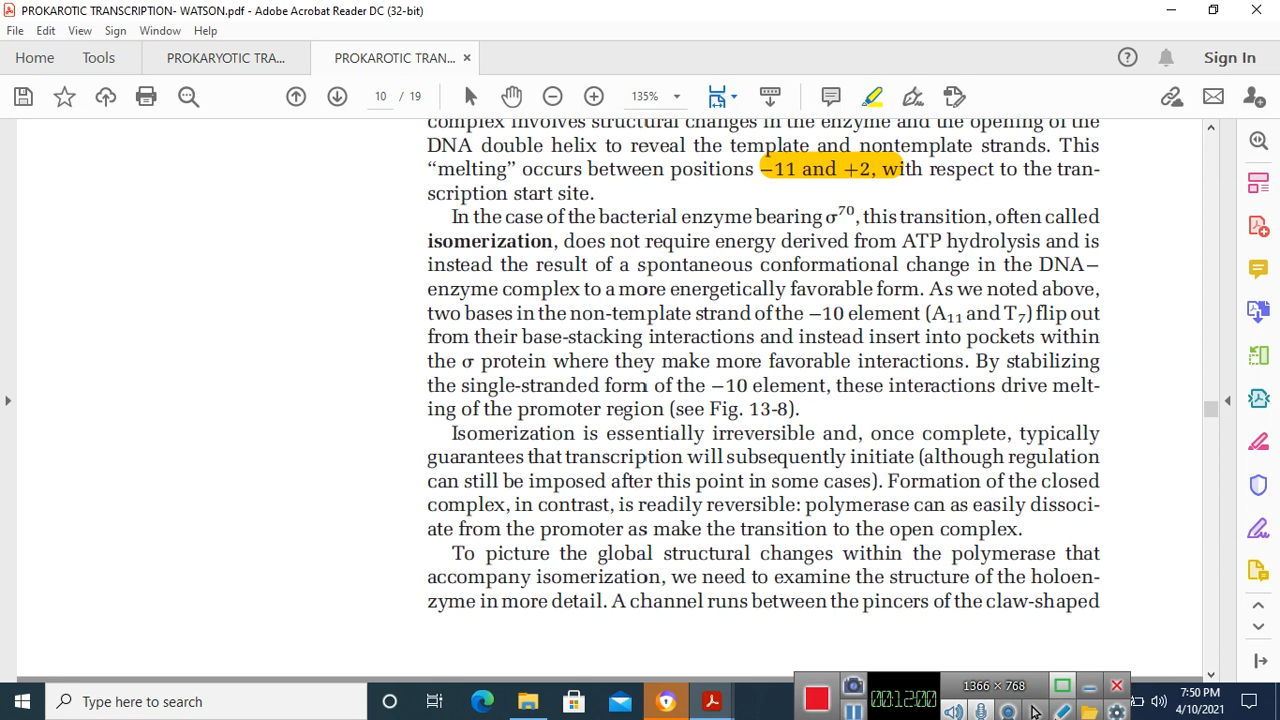 PROKAROTIC TRANSCRIPTION- WATSON.pdf - Adobe Acrobat Reader DC (32-bit)
File Edit View Sign Window Help
Home Tools PROKARYOTIC TRA... PROKAROTIC TRAN... × Sign In
10 / 19 135%
complex involves structural changes in the enzyme and the opening of the
DNA double helix to reveal the template and nontemplate strands. This
“melting” occurs between positions −11 and +2, with respect to the tran-
scription start site.
In the case of the bacterial enzyme bearing σ⁷⁰, this transition, often called
isomerization, does not require energy derived from ATP hydrolysis and is
instead the result of a spontaneous conformational change in the DNA–
enzyme complex to a more energetically favorable form. As we noted above,
two bases in the non-template strand of the −10 element (A₁₁ and T₇) flip out
from their base-stacking interactions and instead insert into pockets within
the σ protein where they make more favorable interactions. By stabilizing
the single-stranded form of the −10 element, these interactions drive melt-
ing of the promoter region (see Fig. 13-8).
Isomerization is essentially irreversible and, once complete, typically
guarantees that transcription will subsequently initiate (although regulation
can still be imposed after this point in some cases). Formation of the closed
complex, in contrast, is readily reversible: polymerase can as easily dissoci-
ate from the promoter as make the transition to the open complex.
To picture the global structural changes within the polymerase that
accompany isomerization, we need to examine the structure of the holoen-
zyme in more detail. A channel runs between the pincers of the claw-shaped
1366 × 768
00:12:00
Type here to search
7:50 PM
4/10/2021